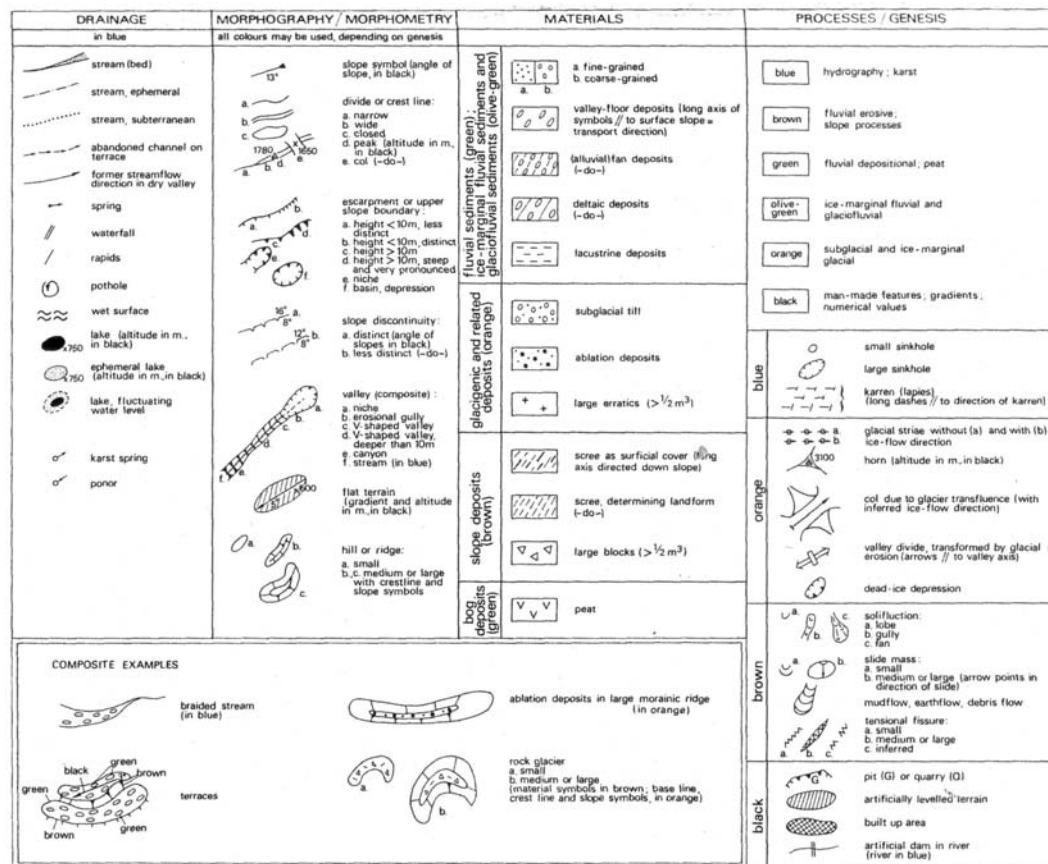 DRAINAGE
in blue
stream (bed)
stream, ephemeral
stream, subterranean
abandoned channel on
terrace
former streamflow
direction in dry valley
spring
waterfall
rapids
pothole
wet surface
lake (altitude in m.,
in black)
x750
ephemeral lake
(altitude in m., in black)
x750
lake, fluctuating
water level
karst spring
ponor
MORPHOGRAPHY / MORPHOMETRY
all colours may be used, depending on genesis
slope symbol (angle of
slope, in black)
13°
divide or crest line:
a. narrow
b. wide
c. closed
d. peak (altitude in m.,
in black)
e. col (-do-)
a.
b.
c.
1780 x 1650
a. b. d. e.
escarpment or upper
slope boundary:
a. height < 10m, less
distinct
b. height < 10m, distinct
c. height > 10m
d. height > 10m, steep
and very pronounced
e. niche
f. basin, depression
a. b.
c. d.
e.
f.
slope discontinuity:
a. distinct (angle of
slopes in black)
b. less distinct (-do-)
16° a.
8°
12° b.
8°
valley (composite):
a. niche
b. erosional gully
c. V-shaped valley
d. V-shaped valley,
deeper than 10m
e. canyon
f. stream (in blue)
a.
b.
c.
d.
e.
f.
flat terrain
(gradient and altitude
in m., in black)
x600
hill or ridge:
a. small
b., c. medium or large
with crestline and
slope symbols
a.
b.
c.
MATERIALS
fluvial sediments (green);
ice-marginal fluvial sediments and
glaciofluvial sediments (olive-green)
a. fine-grained
b. coarse-grained
a. b.
valley-floor deposits (long axis of
symbols // to surface slope =
transport direction)
(alluvial) fan deposits
(-do-)
deltaic deposits
(-do-)
lacustrine deposits
glacigenic and related
deposits (orange)
subglacial till
ablation deposits
large erratics (>1/2 m³)
slope deposits
(brown)
scree as surficial cover (long
axis directed down slope)
scree, determining landform
(-do-)
large blocks (>1/2 m³)
bog
deposits
(green)
peat
PROCESSES / GENESIS
blue
hydrography; karst
brown
fluvial erosive;
slope processes
green
fluvial depositional; peat
olive-
green
ice-marginal fluvial and
glaciofluvial
orange
subglacial and ice-marginal
glacial
black
man-made features; gradients;
numerical values
blue
small sinkhole
large sinkhole
karren (lapies)
(long dashes // to direction of karren)
orange
a.
b.
glacial striae without (a) and with (b)
ice-flow direction
3100
horn (altitude in m., in black)
col due to glacier transfluence (with
inferred ice-flow direction)
valley divide, transformed by glacial
erosion (arrows // to valley axis)
dead-ice depression
brown
a.
b.
c.
solifluction:
a. lobe
b. gully
c. fan
a.
b.
slide mass:
a. small
b. medium or large (arrow points in
direction of slide)
mudflow, earthflow, debris flow
tensional fissure:
a. small
b. medium or large
c. inferred
a. b. c.
black
G
pit (G) or quarry (Q)
artificially levelled terrain
built up area
artificial dam in river
(river in blue)
COMPOSITE EXAMPLES
braided stream
(in blue)
green
black
brown
green
brown
green
terraces
ablation deposits in large morainic ridge
(in orange)
rock glacier
a. small
b. medium or large
(material symbols in brown; base line,
crest line and slope symbols, in orange)
a.
b.